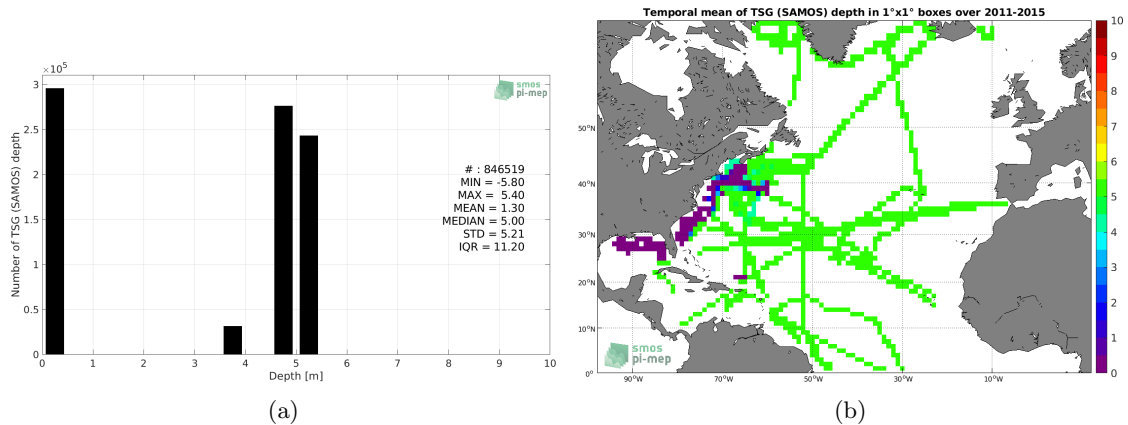 ×10⁵
3
2.5
2
1.5
1
0.5
0
0 1 2 3 4 5 6 7 8 9 10
Number of TSG (SAMOS) depth
Depth [m]
smos
pi-mep
# : 846519
MIN = -5.80
MAX = 5.40
MEAN = 1.30
MEDIAN = 5.00
STD = 5.21
IQR = 11.20
(a)
Temporal mean of TSG (SAMOS) depth in 1°x1° boxes over 2011-2015
50°N
40°N
30°N
20°N
10°N
0°
90°W 70°W 50°W 30°W 10°W
smos
pi-mep
10
9
8
7
6
5
4
3
2
1
0
(b)